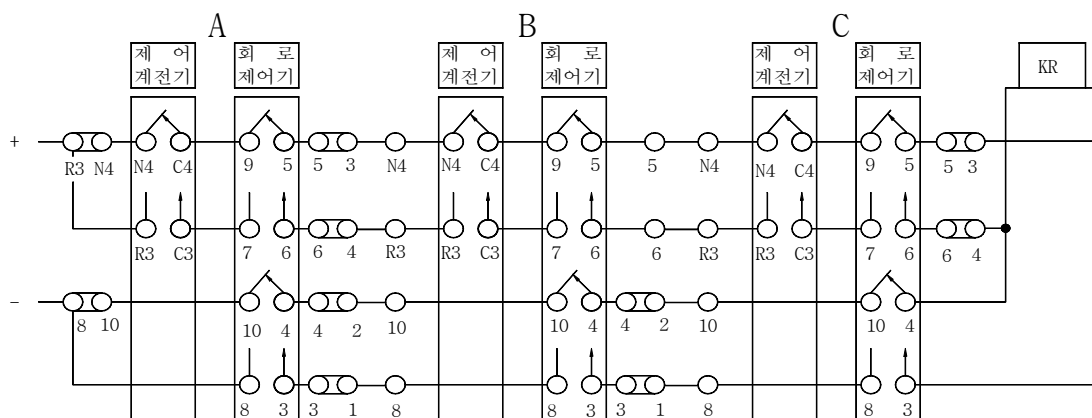 A B C
제 어 회 로 제 어 회 로 제 어 회 로
계전기 제어기 계전기 제어기 계전기 제어기 KR
+
R3 N4 N4 C4 9 5 5 3 N4 N4 C4 9 5 5 N4 N4 C4 9 5 5 3
R3 C3 7 6 6 4 R3 R3 C3 7 6 6 R3 R3 C3 7 6 6 4
-
8 10 10 4 4 2 10 10 4 4 2 10 10 4
8 3 3 1 8 8 3 3 1 8 8 3